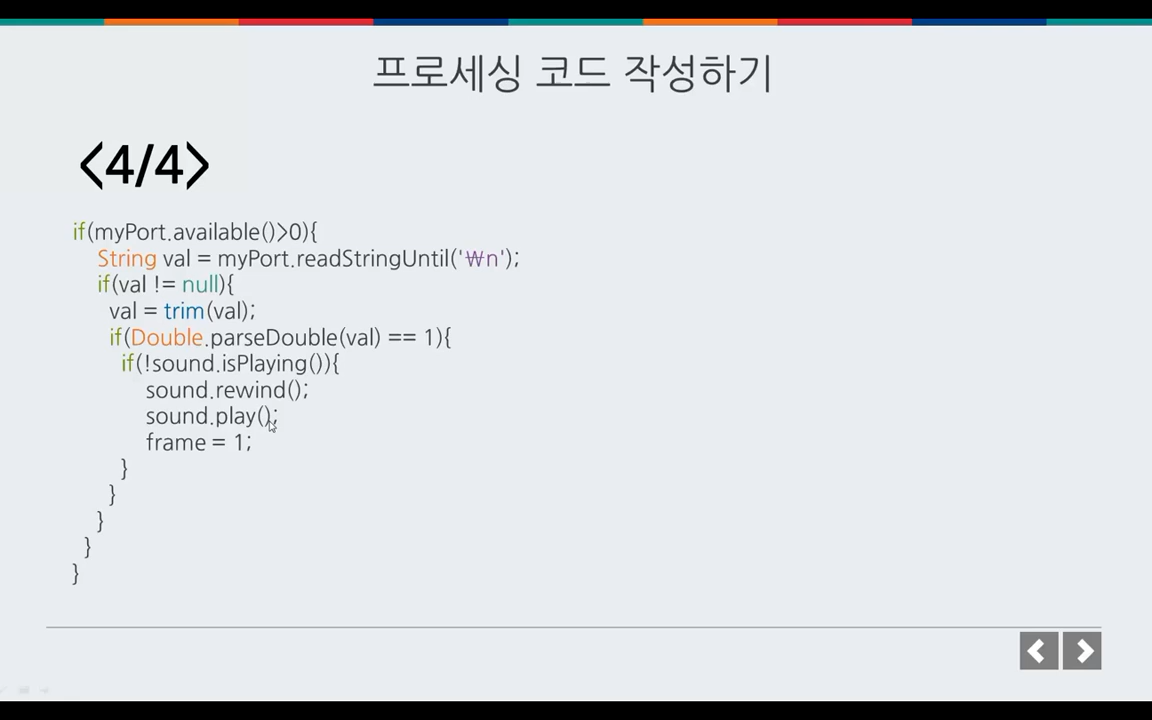 프로세싱 코드 작성하기
<4/4>
if(myPort.available()>0){
String val = myPort.readStringUntil('₩n');
if(val != null){
val = trim(val);
if(Double.parseDouble(val) == 1){
if(!sound.isPlaying()){
sound.rewind();
sound.play();
frame = 1;
}
}
}
}
}